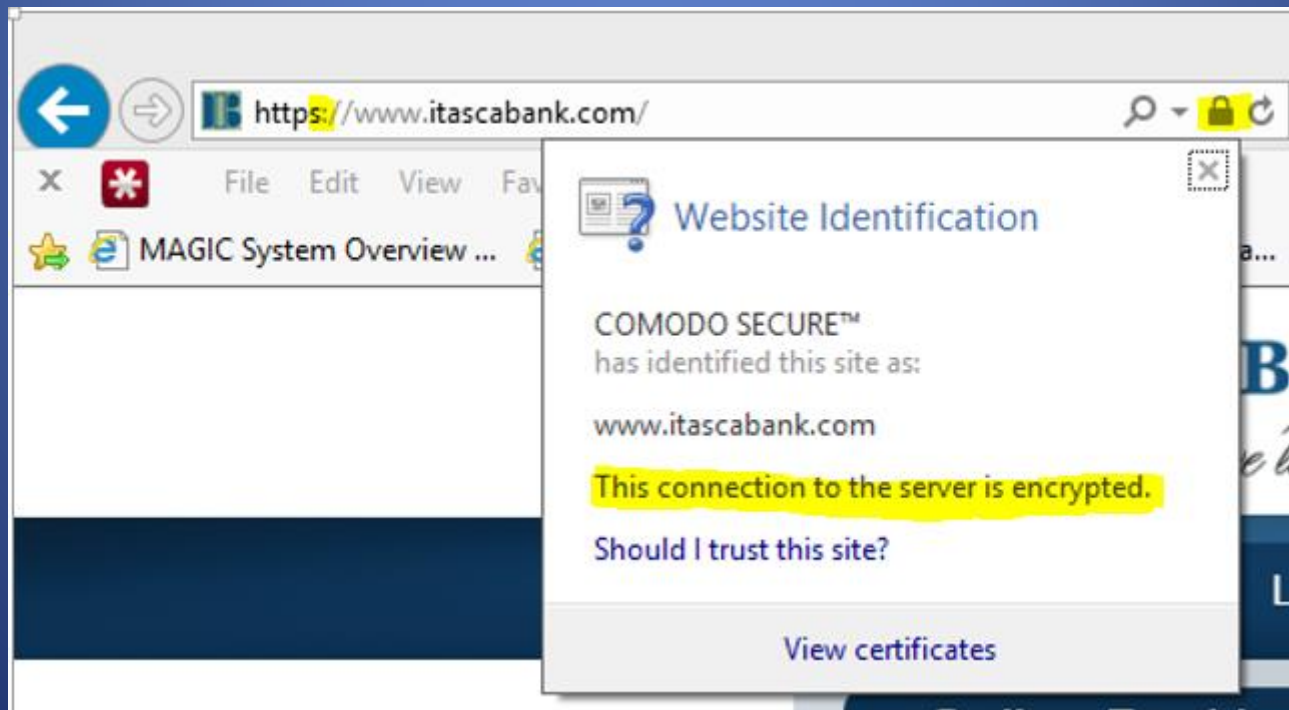 https://www.itascabank.com/
File Edit View Fav
MAGIC System Overview ...
a...
Website Identification
COMODO SECURE™
has identified this site as:
www.itascabank.com
This connection to the server is encrypted.
Should I trust this site?
View certificates
B
L